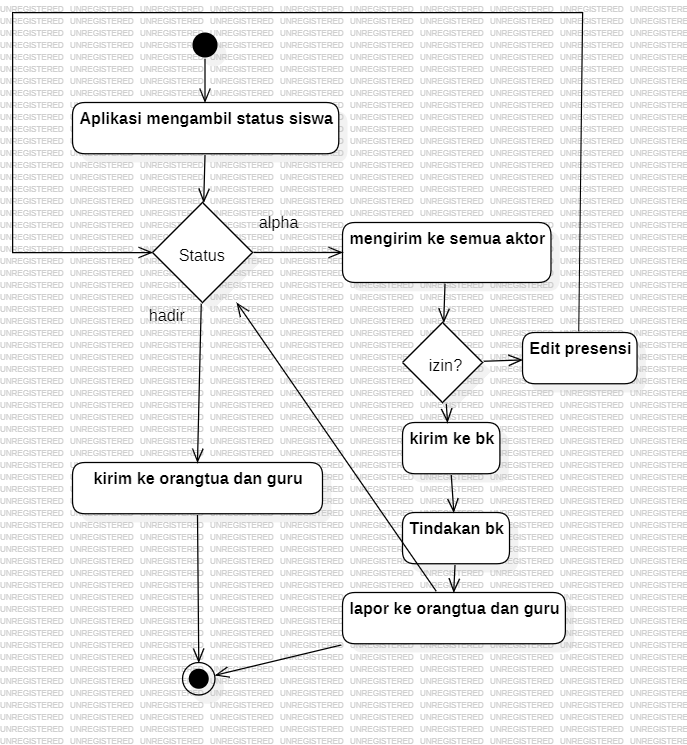 Aplikasi mengambil status siswa
alpha
Status
mengirim ke semua aktor
hadir
izin?
Edit presensi
kirim ke bk
kirim ke orangtua dan guru
Tindakan bk
lapor ke orangtua dan guru
UNREGISTERED